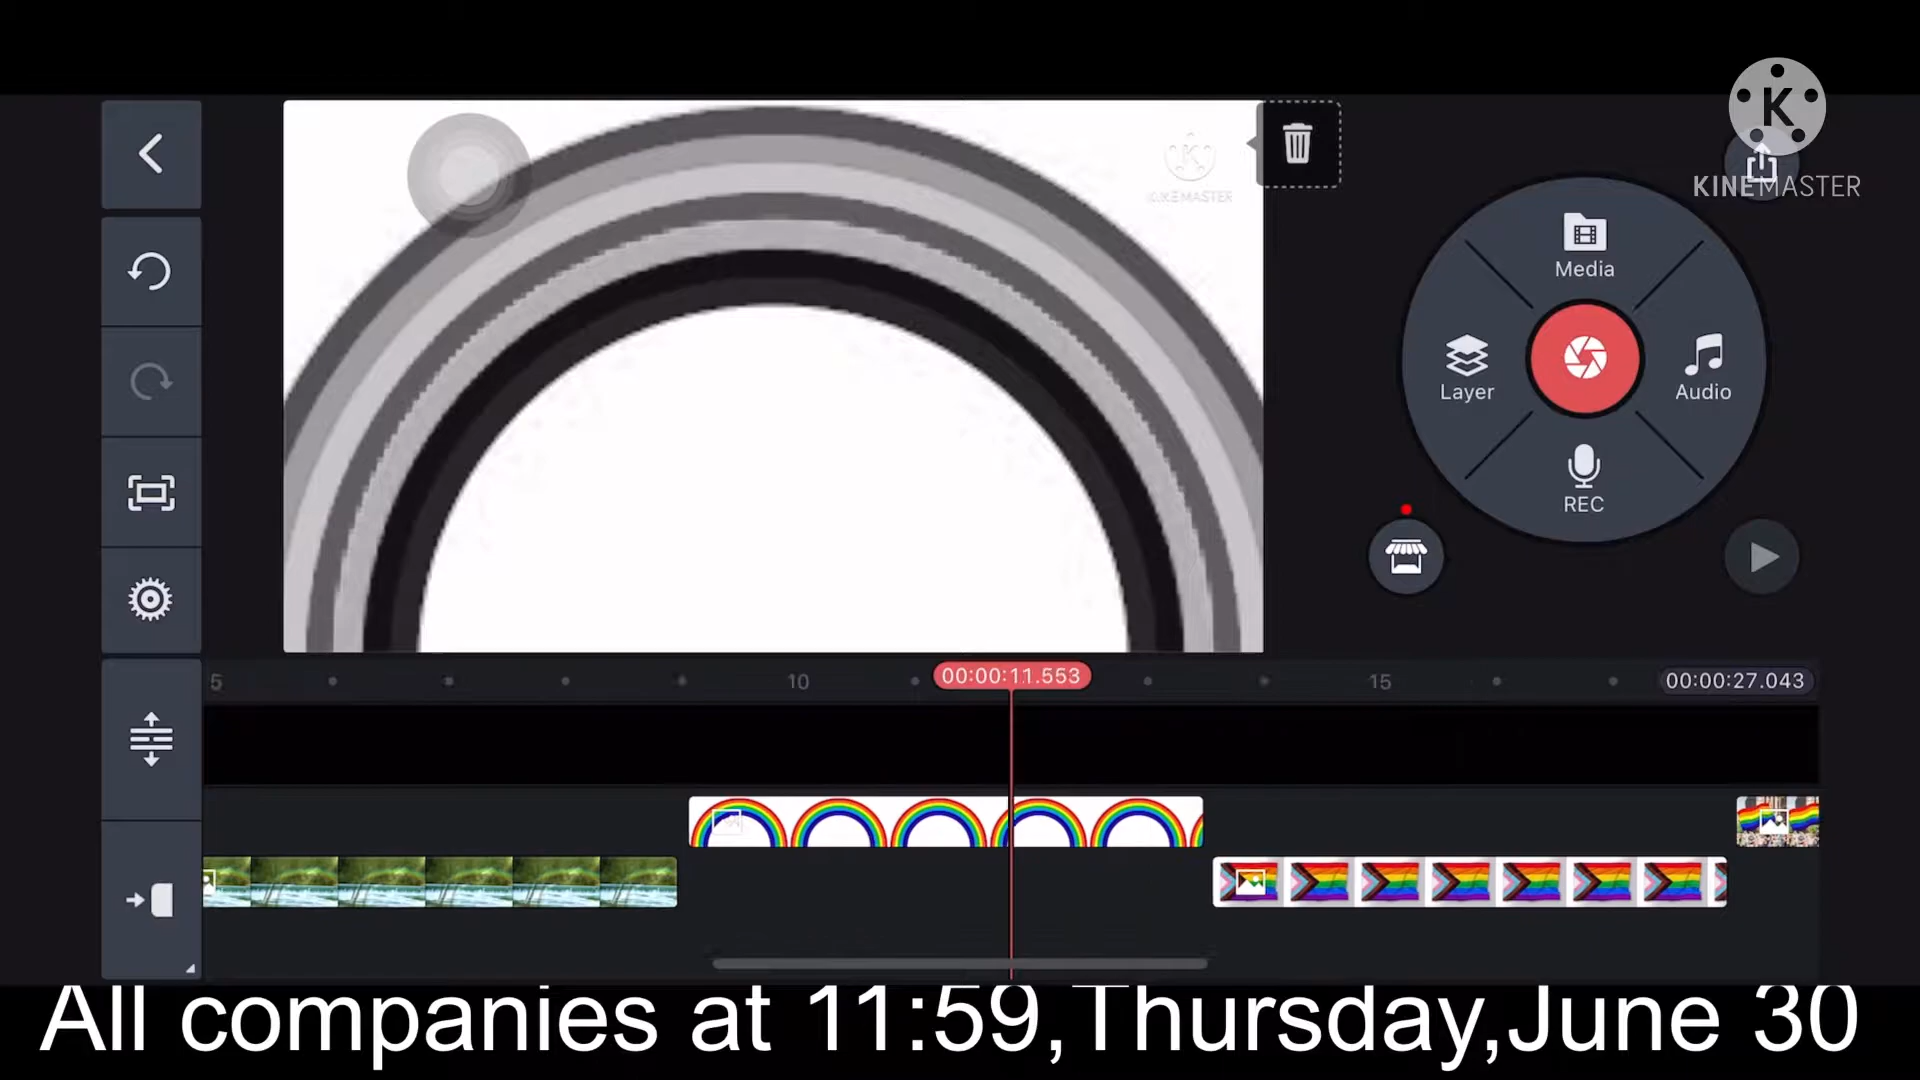 KINEMASTER
KINEMASTER
Media
Layer
Audio
REC
5
10
00:00:11.553
15
00:00:27.043
All companies at 11:59,Thursday,June 30